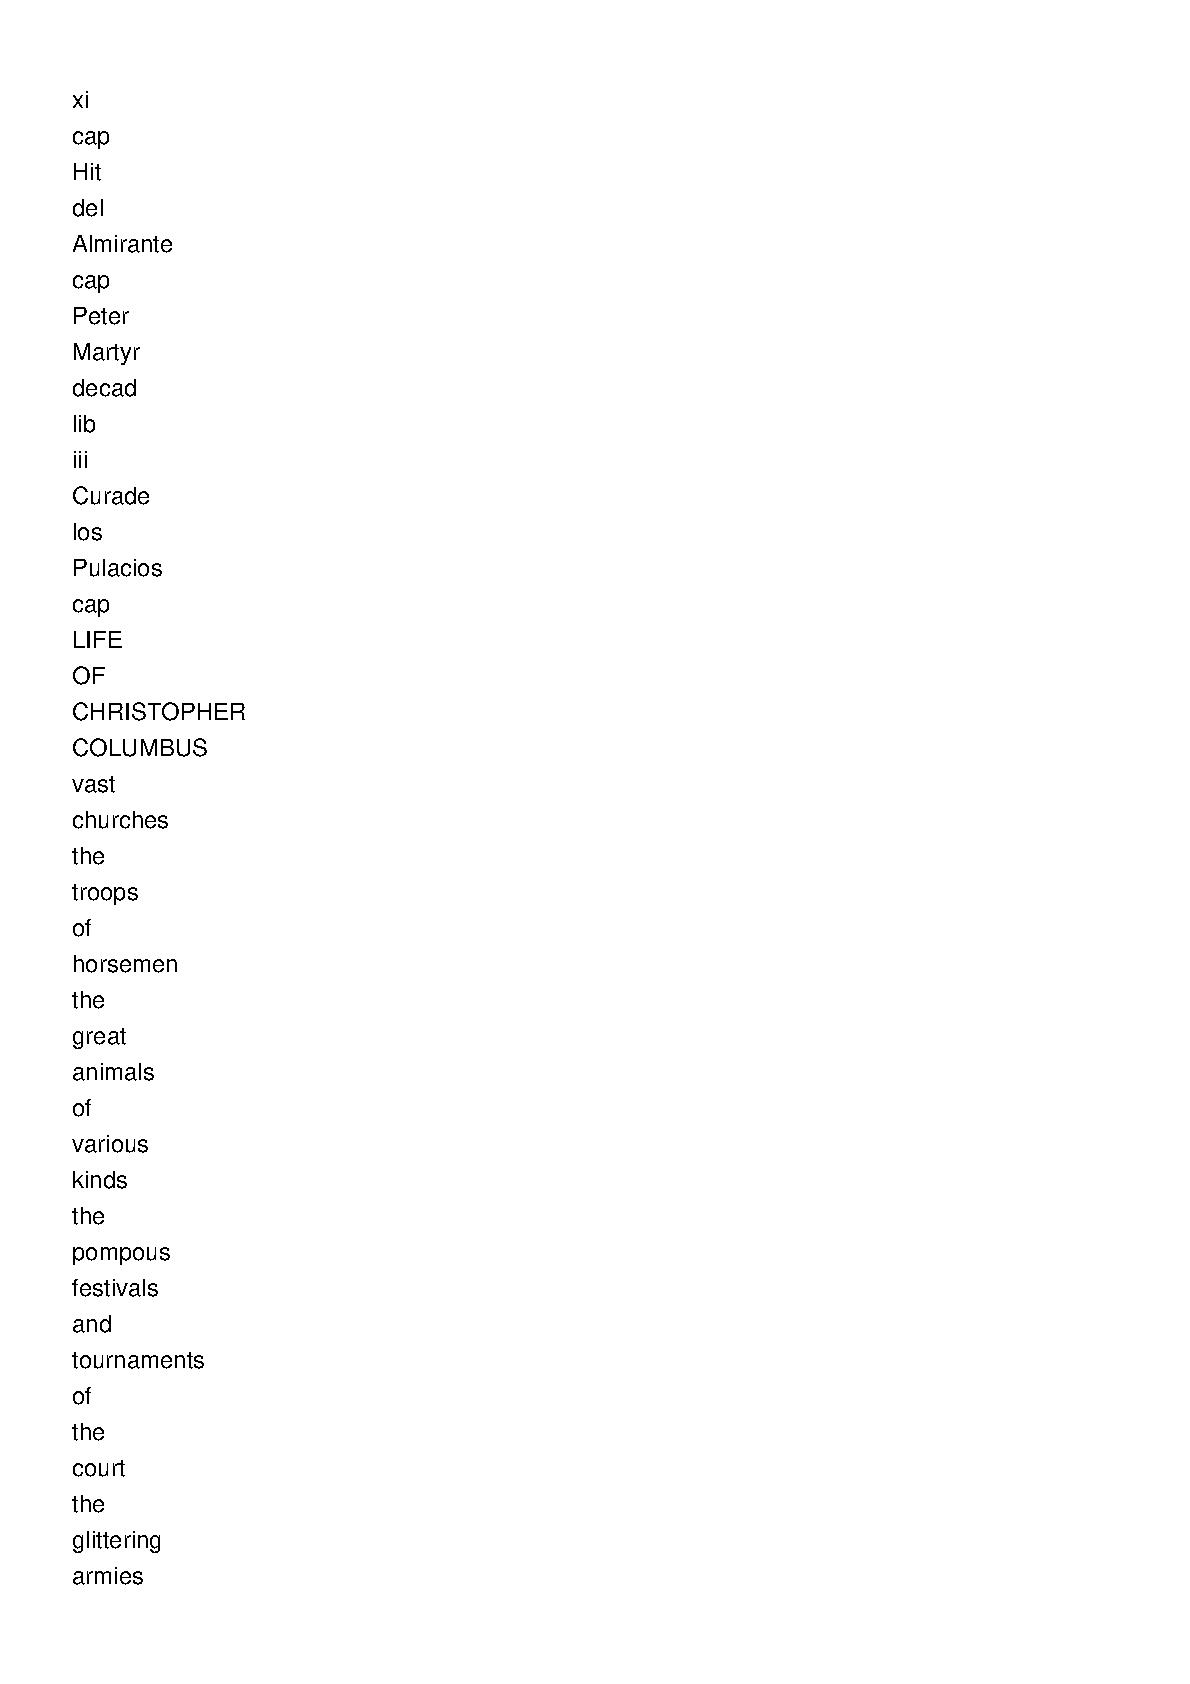 xi
cap
Hit
del
Almirante
cap
Peter
Martyr
decad
lib
iii
Curade
los
Pulacios
cap
LIFE
OF
CHRISTOPHER
COLUMBUS
vast
churches
the
troops
of
horsemen
the
great
animals
of
various
kinds
the
pompous
festivals
and
tournaments
of
the
court
the
glittering
armies